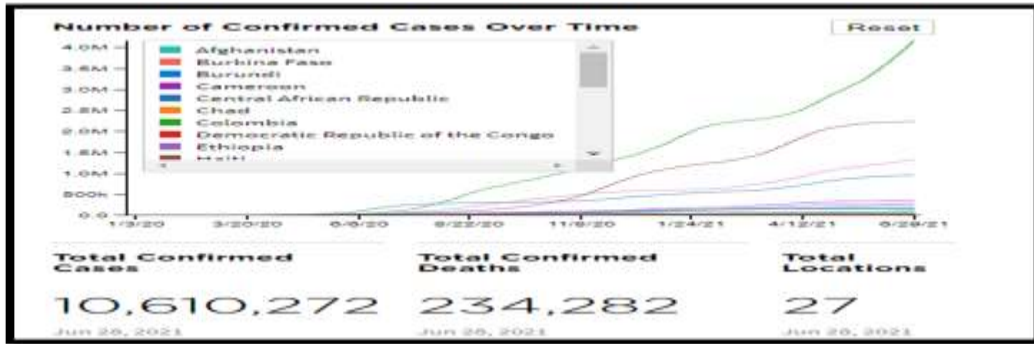 Number of Confirmed Cases Over Time
Reset
4.0M
3.5M
3.0M
2.5M
2.0M
1.5M
1.0M
500k
0.0
Afghanistan
Burkina Faso
Burundi
Cameroon
Central African Republic
Chad
Colombia
Democratic Republic of the Congo
Ethiopia
Haiti
1/3/20 3/20/20 6/6/20 8/22/20 11/8/20 1/24/21 4/12/21 6/28/21
Total Confirmed Cases
10,610,272
Jun 28, 2021
Total Confirmed Deaths
234,282
Jun 28, 2021
Total Locations
27
Jun 28, 2021